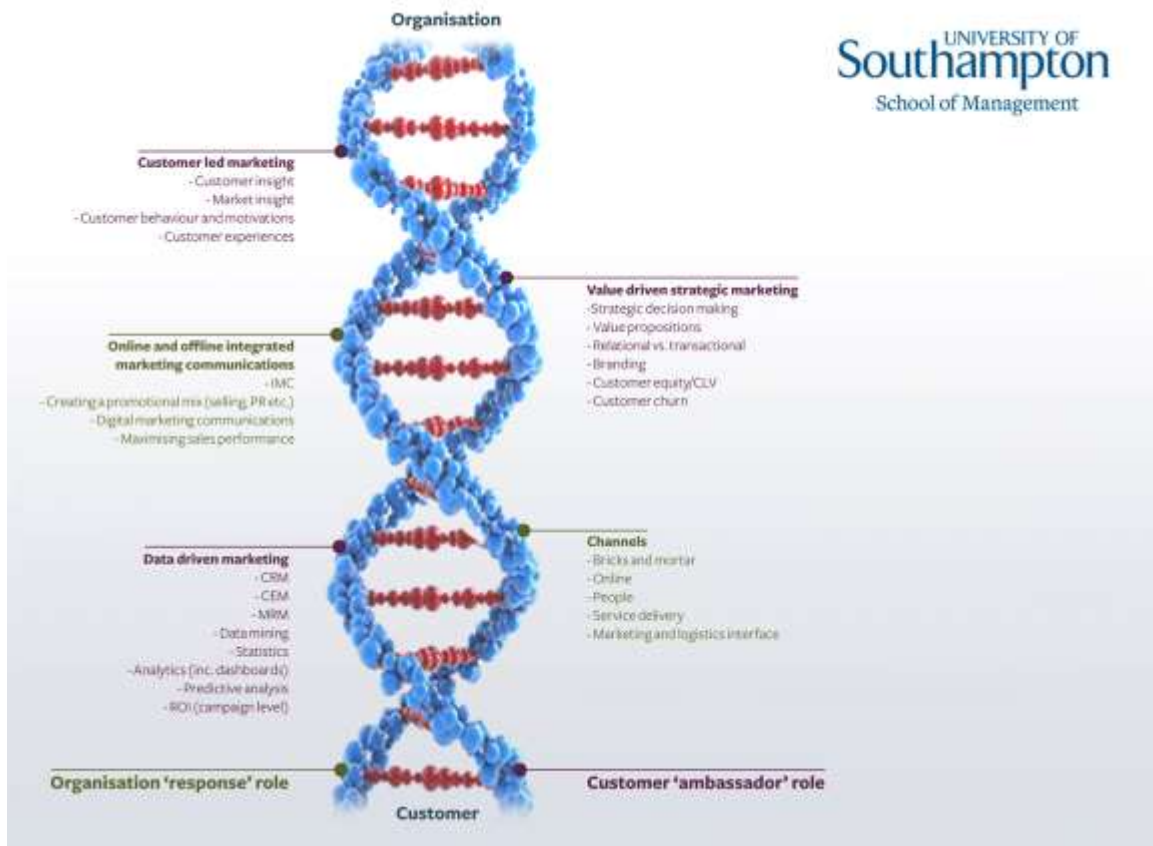 Organisation
UNIVERSITY OF
Southampton
School of Management
Customer led marketing
- Customer insight
- Market insight
- Customer behaviour and motivations
- Customer experiences
Value driven strategic marketing
-Strategic decision making
- Value propositions
- Relational vs. transactional
- Branding
- Customer equity/CLV
- Customer churn
Online and offline integrated
marketing communications
- IMC
- Creating a promotional mix (selling, PR etc.)
- Digital marketing communications
- Maximising sales performance
Channels
- Bricks and mortar
- Online
- People
- Service delivery
- Marketing and logistics interface
Data driven marketing
- CRM
- CEM
- MRM
- Data mining
- Statistics
- Analytics (inc. dashboards)
- Predictive analysis
- ROI (campaign level)
Organisation ‘response’ role
Customer ‘ambassador’ role
Customer